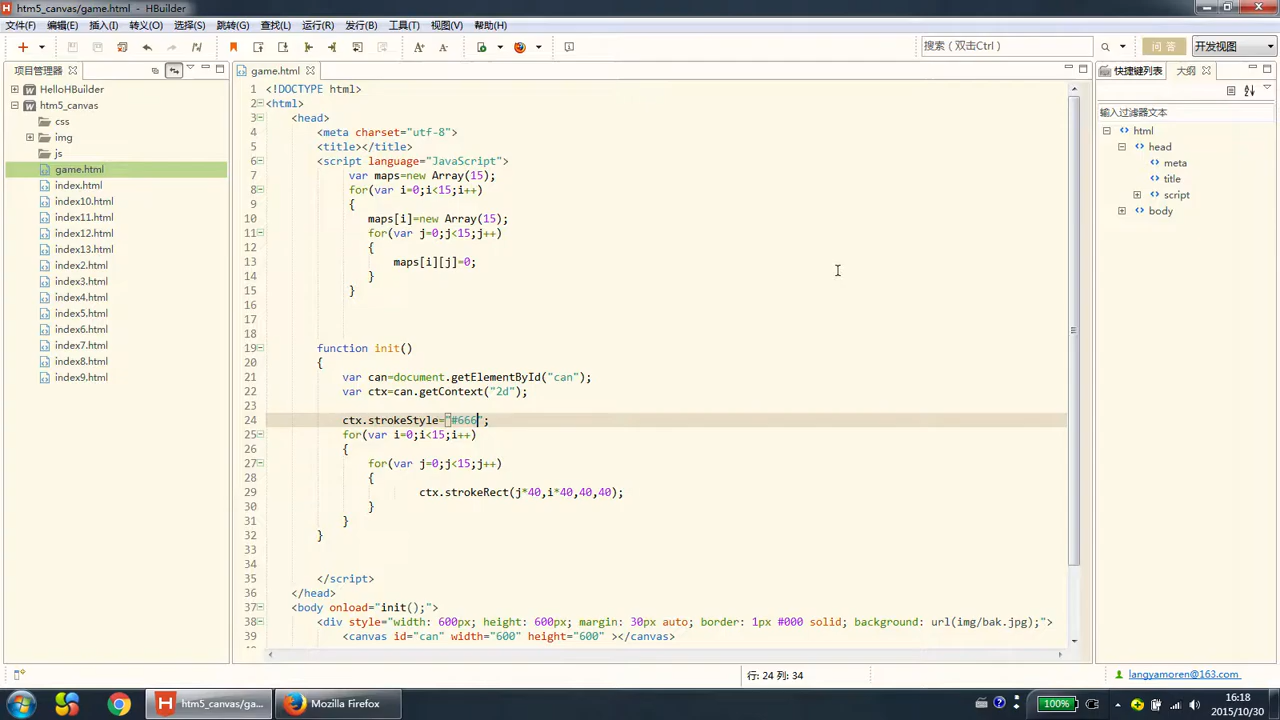 htm5_canvas/game.html - HBuilder
文件(F) 编辑(E) 插入(I) 转义(O) 选择(S) 跳转(G) 查找(L) 运行(R) 发行(B) 工具(T) 视图(V) 帮助(H)
搜索（双击Ctrl） 问 答 开发视图
项目管理器
HelloHBuilder
htm5_canvas
css
img
js
game.html
index.html
index10.html
index11.html
index12.html
index13.html
index2.html
index3.html
index4.html
index5.html
index6.html
index7.html
index8.html
index9.html
game.html
1 <!DOCTYPE html>
2 <html>
3 <head>
4 <meta charset="utf-8">
5 <title></title>
6 <script language="JavaScript">
7 var maps=new Array(15);
8 for(var i=0;i<15;i++)
9 {
10 maps[i]=new Array(15);
11 for(var j=0;j<15;j++)
12 {
13 maps[i][j]=0;
14 }
15 }
16
17
18
19 function init()
20 {
21 var can=document.getElementById("can");
22 var ctx=can.getContext("2d");
23
24 ctx.strokeStyle="#666";
25 for(var i=0;i<15;i++)
26 {
27 for(var j=0;j<15;j++)
28 {
29 ctx.strokeRect(j*40,i*40,40,40);
30 }
31 }
32 }
33
34
35 </script>
36 </head>
37 <body onload="init();">
38 <div style="width: 600px; height: 600px; margin: 30px auto; border: 1px #000 solid; background: url(img/bak.jpg);">
39 <canvas id="can" width="600" height="600" ></canvas>
快捷键列表 大纲
输入过滤器文本
html
head
meta
title
script
body
行: 24 列: 34
langyamoren@163.com
htm5_canvas/ga...
Mozilla Firefox
100%
16:18
2015/10/30